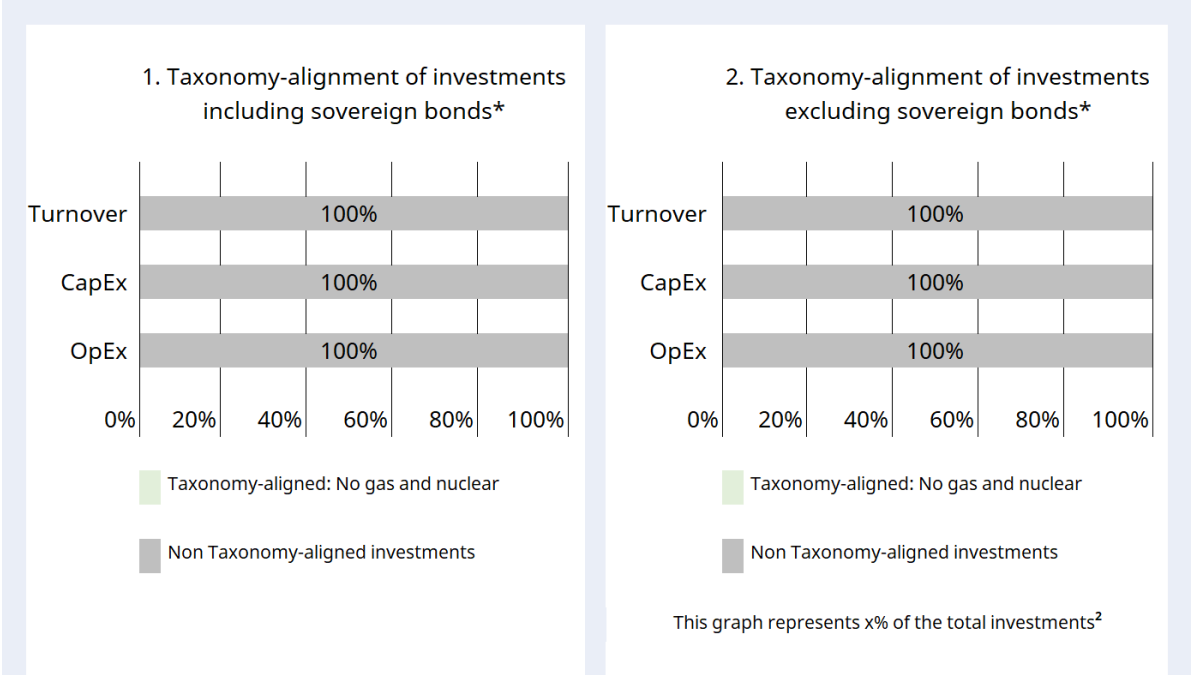 1. Taxonomy-alignment of investments
including sovereign bonds*
Turnover 100%
CapEx 100%
OpEx 100%
0% 20% 40% 60% 80% 100%
Taxonomy-aligned: No gas and nuclear
Non Taxonomy-aligned investments
2. Taxonomy-alignment of investments
excluding sovereign bonds*
Turnover 100%
CapEx 100%
OpEx 100%
0% 20% 40% 60% 80% 100%
Taxonomy-aligned: No gas and nuclear
Non Taxonomy-aligned investments
This graph represents x% of the total investments²